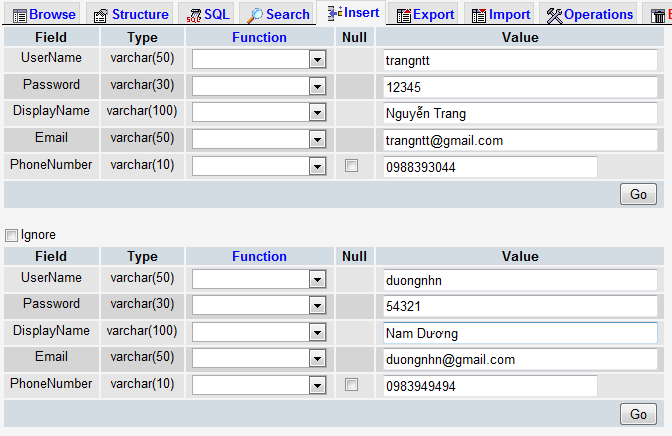 Browse Structure SQL Search Insert Export Import Operations
Field Type Function Null Value
UserName varchar(50) trangntt
Password varchar(30) 12345
DisplayName varchar(100) Nguyễn Trang
Email varchar(50) trangntt@gmail.com
PhoneNumber varchar(10) 0988393044
Go
Ignore
Field Type Function Null Value
UserName varchar(50) duongnhn
Password varchar(30) 54321
DisplayName varchar(100) Nam Dương
Email varchar(50) duongnhn@gmail.com
PhoneNumber varchar(10) 0983949494
Go